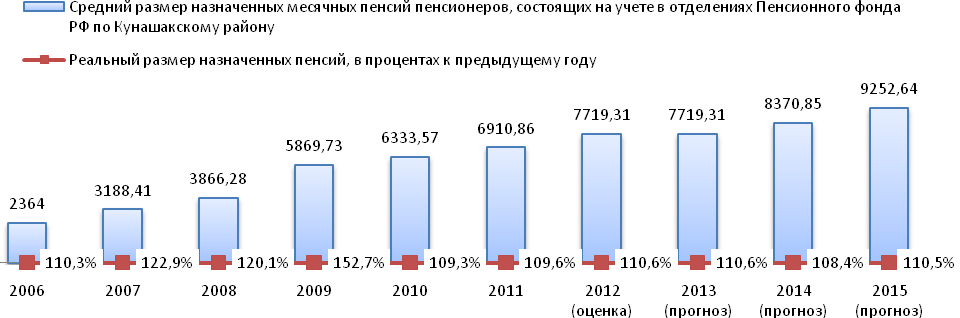 Средний размер назначенных месячных пенсий пенсионеров, состоящих на учете в отделениях Пенсионного фонда
РФ по Кунашакскому району
Реальный размер назначенных пенсий, в процентах к предыдущему году
2364 3188,41 3866,28 5869,73 6333,57 6910,86 7719,31 7719,31 8370,85 9252,64
110,3% 122,9% 120,1% 152,7% 109,3% 109,6% 110,6% 110,6% 108,4% 110,5%
2006 2007 2008 2009 2010 2011 2012 2013 2014 2015
(оценка) (прогноз) (прогноз) (прогноз)